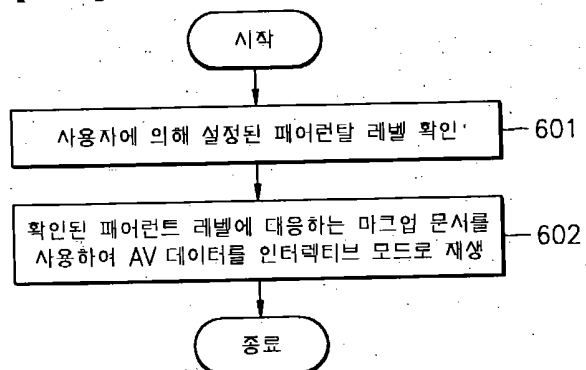 시작
사용자에 의해 설정된 패어런탈 레벨 확인
601
확인된 패어런트 레벨에 대응하는 마크업 문서를
사용하여 AV 데이터를 인터렉티브 모드로 재생
602
종료